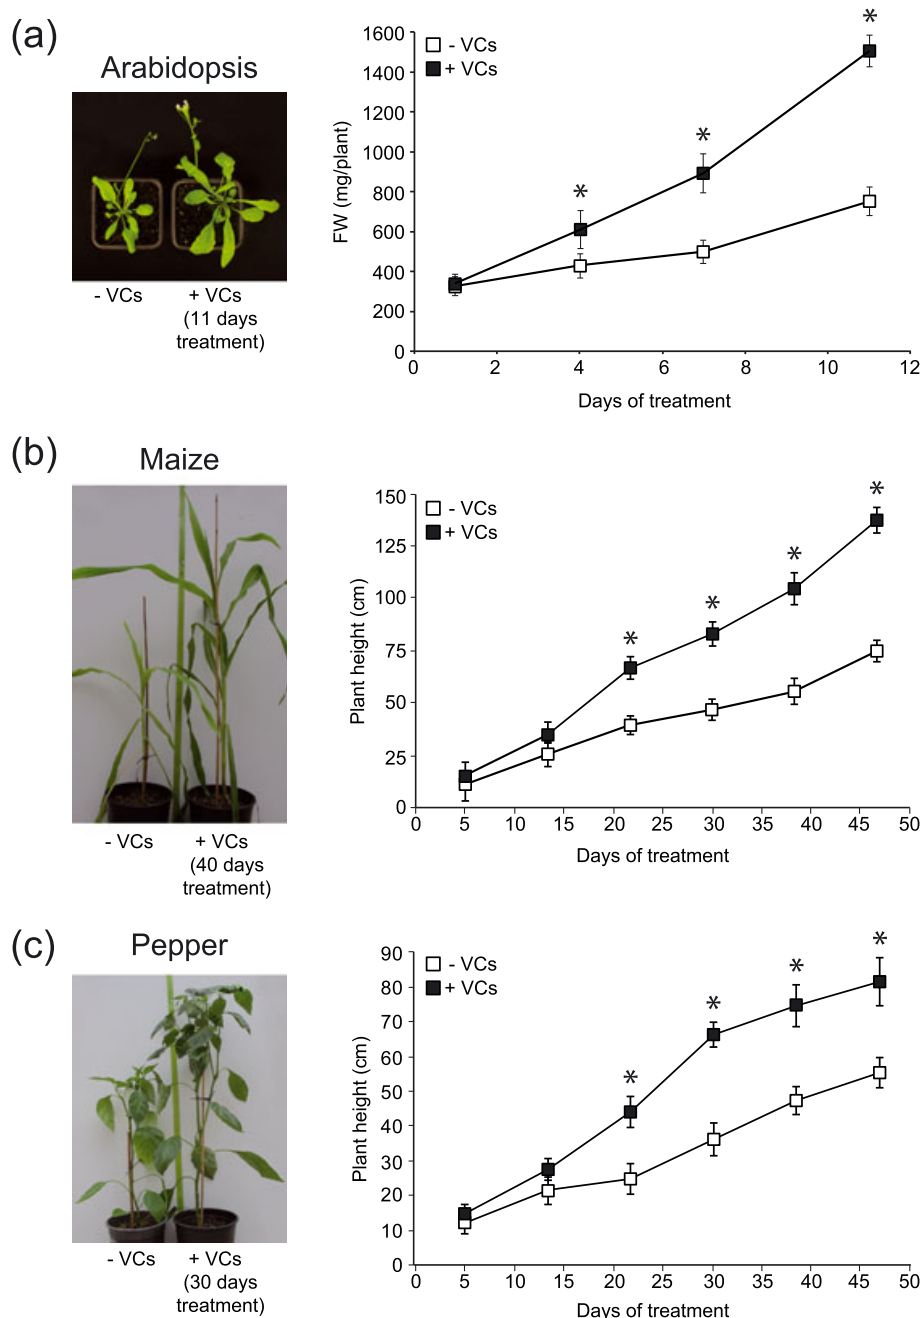 (a)
Arabidopsis
- VCs
+ VCs
(11 days
treatment)
- VCs
+ VCs
FW (mg/plant)
1600
1400
1200
1000
800
600
400
200
0
*
*
*
0 2 4 6 8 10 12
Days of treatment
(b)
Maize
- VCs
+ VCs
(40 days
treatment)
- VCs
+ VCs
Plant height (cm)
150
125
100
75
50
25
0
*
*
*
*
0 5 10 15 20 25 30 35 40 45 50
Days of treatment
(c)
Pepper
- VCs
+ VCs
(30 days
treatment)
- VCs
+ VCs
Plant height (cm)
90
80
70
60
50
40
30
20
10
0
*
*
*
*
0 5 10 15 20 25 30 35 40 45 50
Days of treatment